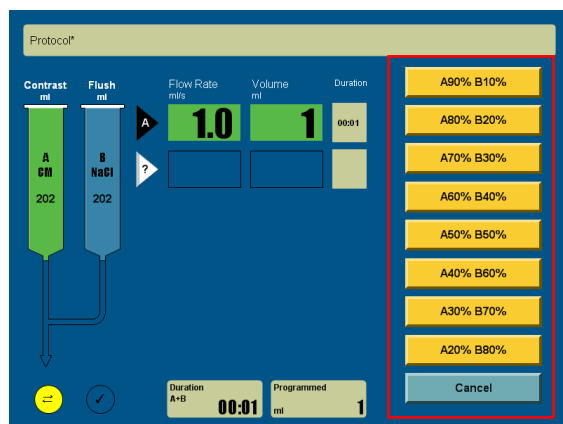 Protocol*
Contrast
ml
Flush
ml
A
CM
202
B
NaCl
202
Flow Rate
ml/s
Volume
ml
Duration
A
1.0
1
00:01
?
Duration
A+B
00:01
Programmed
ml
1
A90% B10%
A80% B20%
A70% B30%
A60% B40%
A50% B50%
A40% B60%
A30% B70%
A20% B80%
Cancel